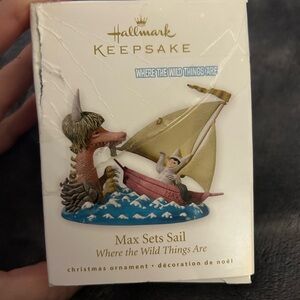 Hallmark
KEEPSAKE
WHERE THE WILD THINGS ARE
Max Sets Sail
Where the Wild Things Are
christmas ornament • décoration de noël